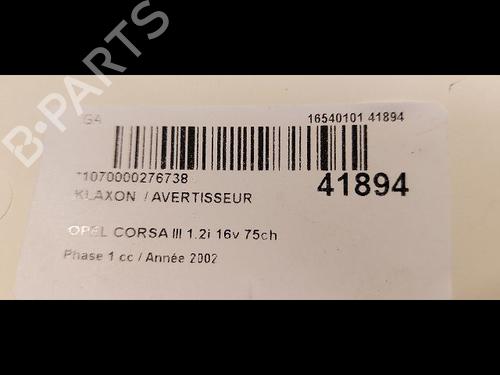 B-PARTS
G4
16540101 41894
*1070000276738
41894
KLAXON / AVERTISSEUR
OPEL CORSA III 1.2i 16v 75ch
Phase 1 cc / Année 2002